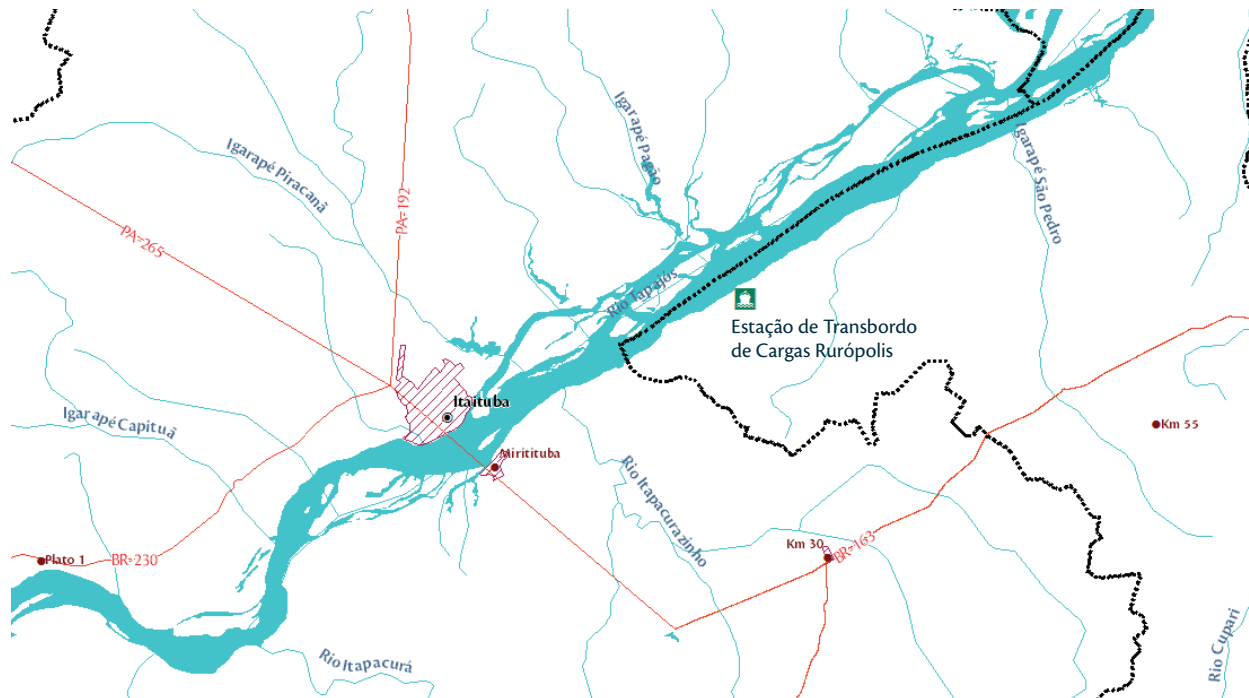 Igarapé Pagão
Igarapé Piracanã
Igarapé São Pedro
PA=192
PA=265
Rio Tapajós
Estação de Transbordo
de Cargas Rurópolis
Itaituba
Igarapé Capituã
Km 55
Miritituba
Rio Itapacurazinho
Km 30
BR=163
Plato 1
BR=230
Rio Itapacurá
Rio Cupari